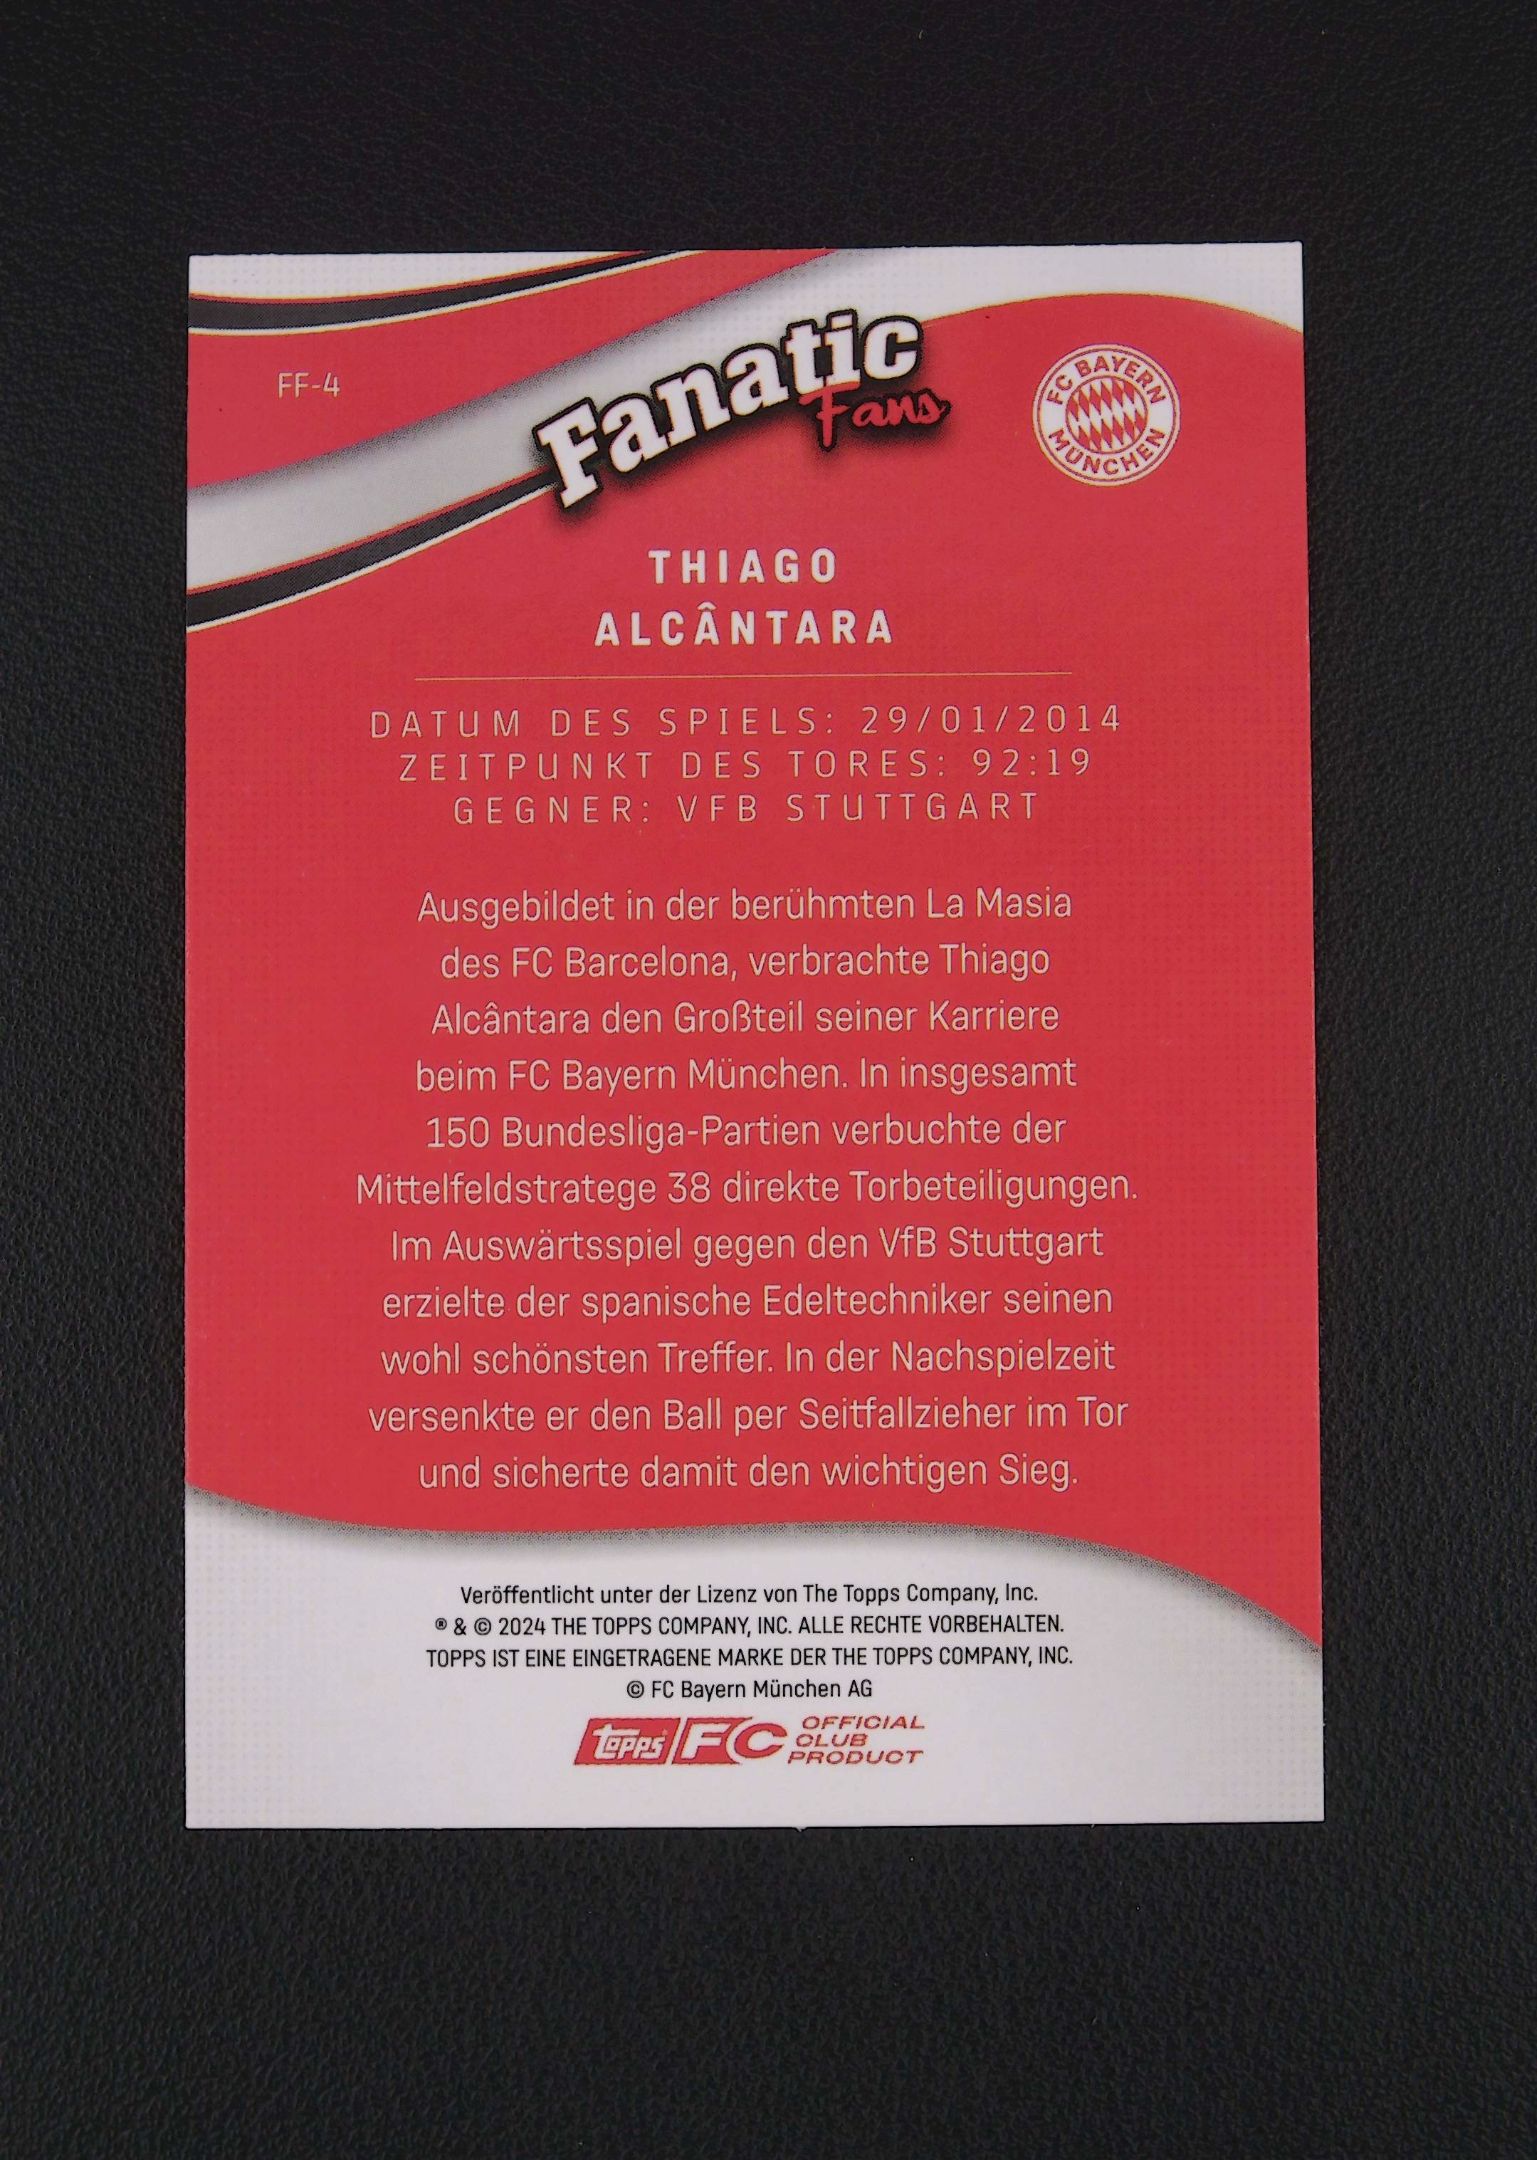 FF-4
Fanatic
Fans
FC BAYERN
MÜNCHEN
THIAGO
ALCÂNTARA
DATUM DES SPIELS: 29/01/2014
ZEITPUNKT DES TORES: 92:19
GEGNER: VFB STUTTGART
Ausgebildet in der berühmten La Masia
des FC Barcelona, verbrachte Thiago
Alcântara den Großteil seiner Karriere
beim FC Bayern München. In insgesamt
150 Bundesliga-Partien verbuchte der
Mittelfeldstratege 38 direkte Torbeteiligungen.
Im Auswärtsspiel gegen den VfB Stuttgart
erzielte der spanische Edeltechniker seinen
wohl schönsten Treffer. In der Nachspielzeit
versenkte er den Ball per Seitfallzieher im Tor
und sicherte damit den wichtigen Sieg.
Veröffentlicht unter der Lizenz von The Topps Company, Inc.
® & © 2024 THE TOPPS COMPANY, INC. ALLE RECHTE VORBEHALTEN.
TOPPS IST EINE EINGETRAGENE MARKE DER THE TOPPS COMPANY, INC.
© FC Bayern München AG
topps FC OFFICIAL
CLUB
PRODUCT